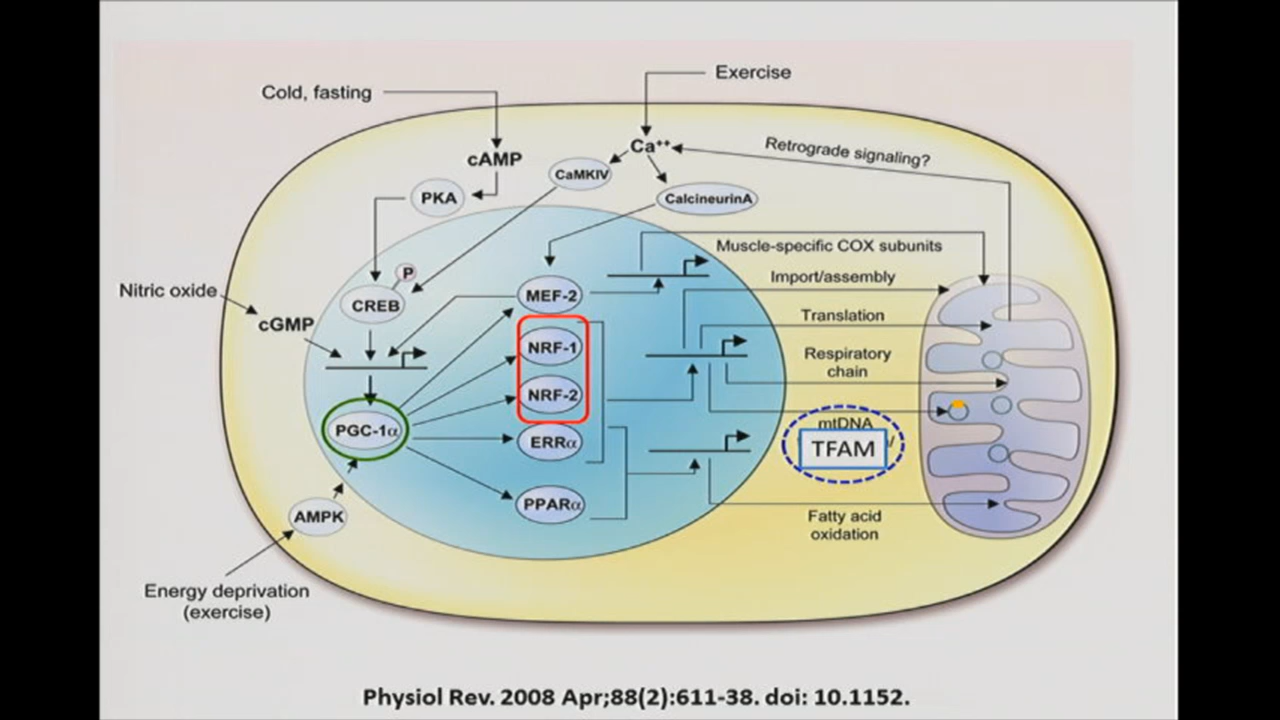 Exercise
Cold, fasting
Ca++
Retrograde signaling?
cAMP
CaMKIV
PKA
CalcineurinA
Muscle-specific COX subunits
P
Import/assembly
Nitric oxide
CREB
MEF-2
cGMP
Translation
NRF-1
Respiratory
chain
NRF-2
mtDNA
PGC-1α
ERRα
TFAM
/
PPARα
AMPK
Fatty acid
oxidation
Energy deprivation
(exercise)
Physiol Rev. 2008 Apr;88(2):611-38. doi: 10.1152.